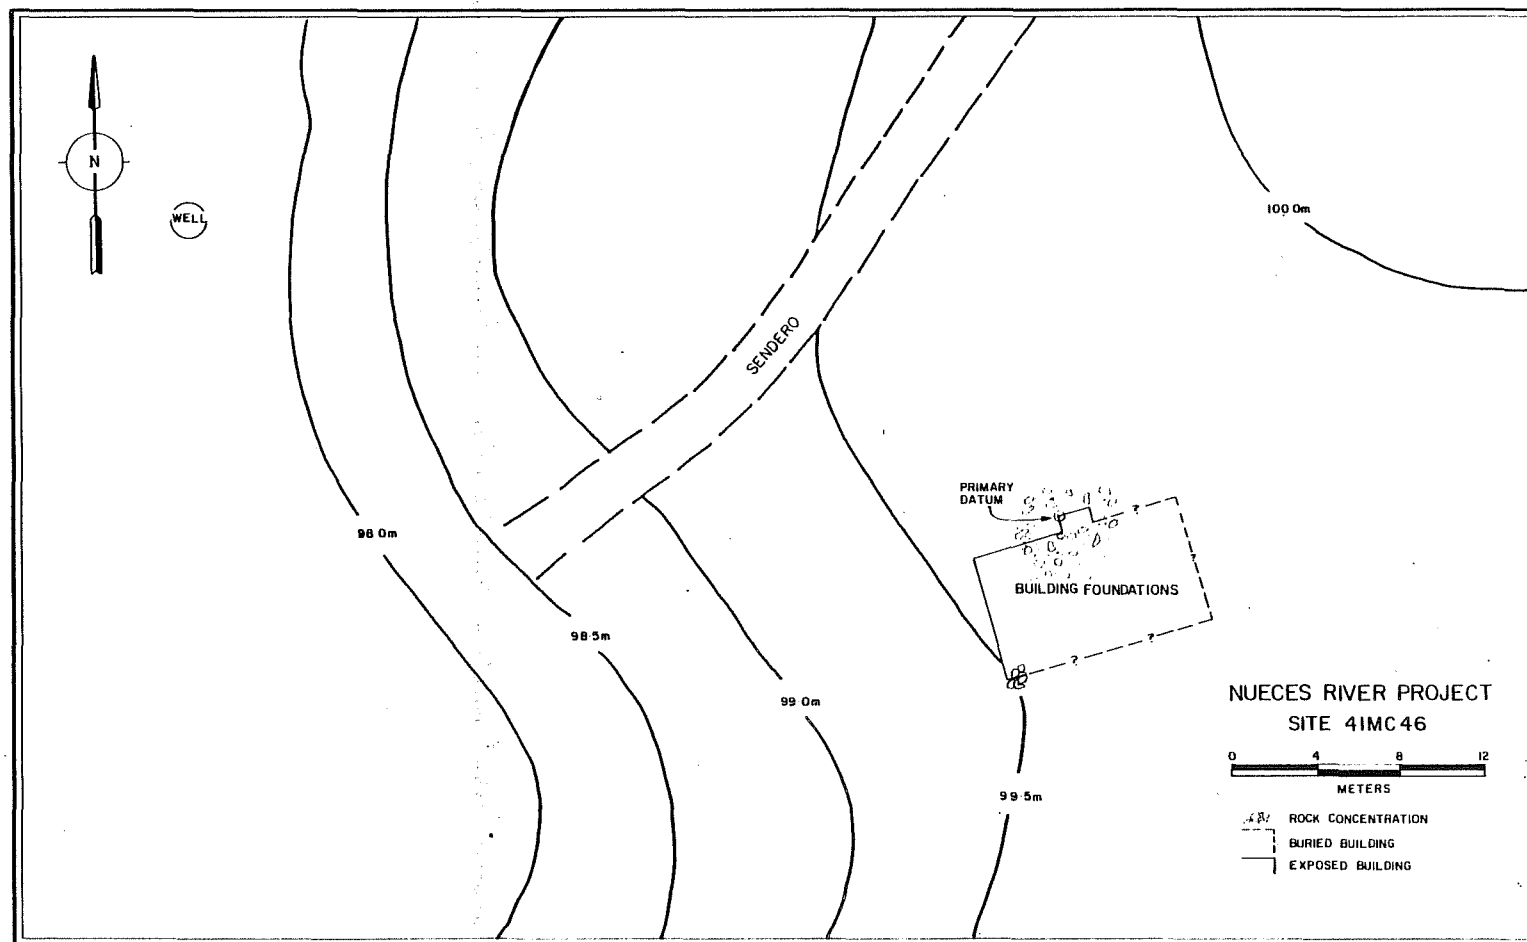 N
WELL
100.0m
SENDERO
PRIMARY
DATUM
?
?
98.0m
BUILDING FOUNDATIONS
98.5m
?
?
99.0m
NUECES RIVER PROJECT
SITE 41MC46
0 4 8 12
METERS
99.5m
ROCK CONCENTRATION
BURIED BUILDING
EXPOSED BUILDING